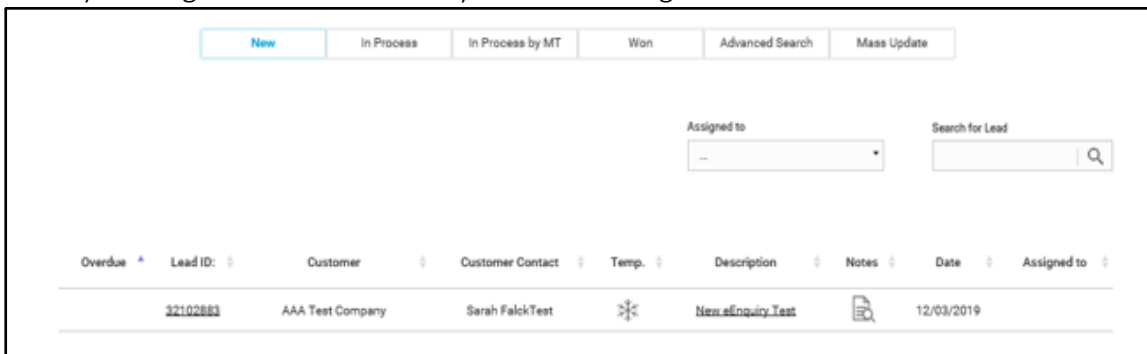 New In Process In Process by MT Won Advanced Search Mass Update
Assigned to Search for Lead
...
Overdue Lead ID: Customer Customer Contact Temp. Description Notes Date Assigned to
32102883 AAA Test Company Sarah FalckTest New eEnquiry Test 12/03/2019